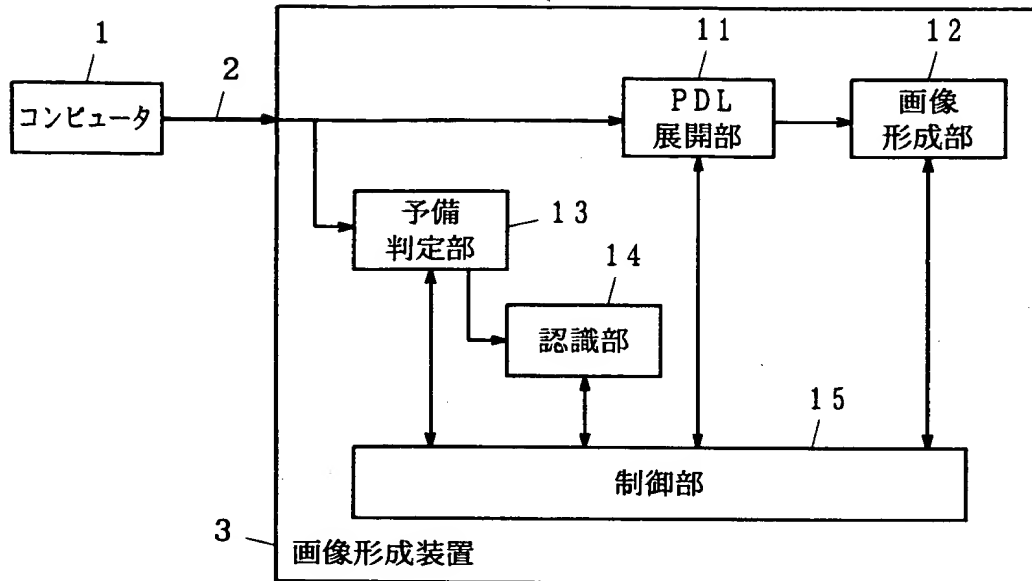 1
コンピュータ
2
11
PDL
展開部
12
画像
形成部
予備
判定部
13
14
認識部
15
制御部
3
画像形成装置